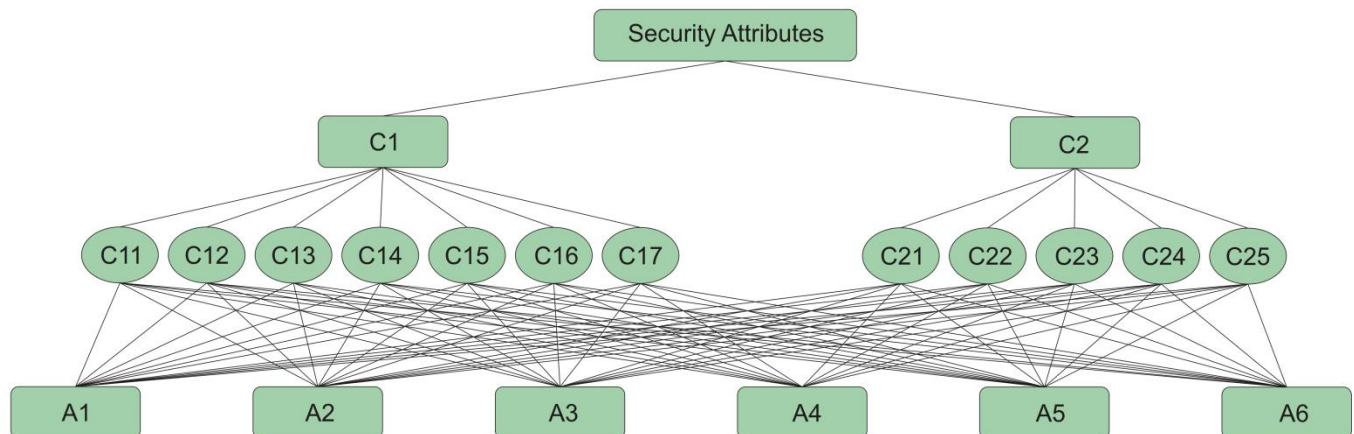 Security Attributes
C1 C2
C11 C12 C13 C14 C15 C16 C17 C21 C22 C23 C24 C25
A1 A2 A3 A4 A5 A6